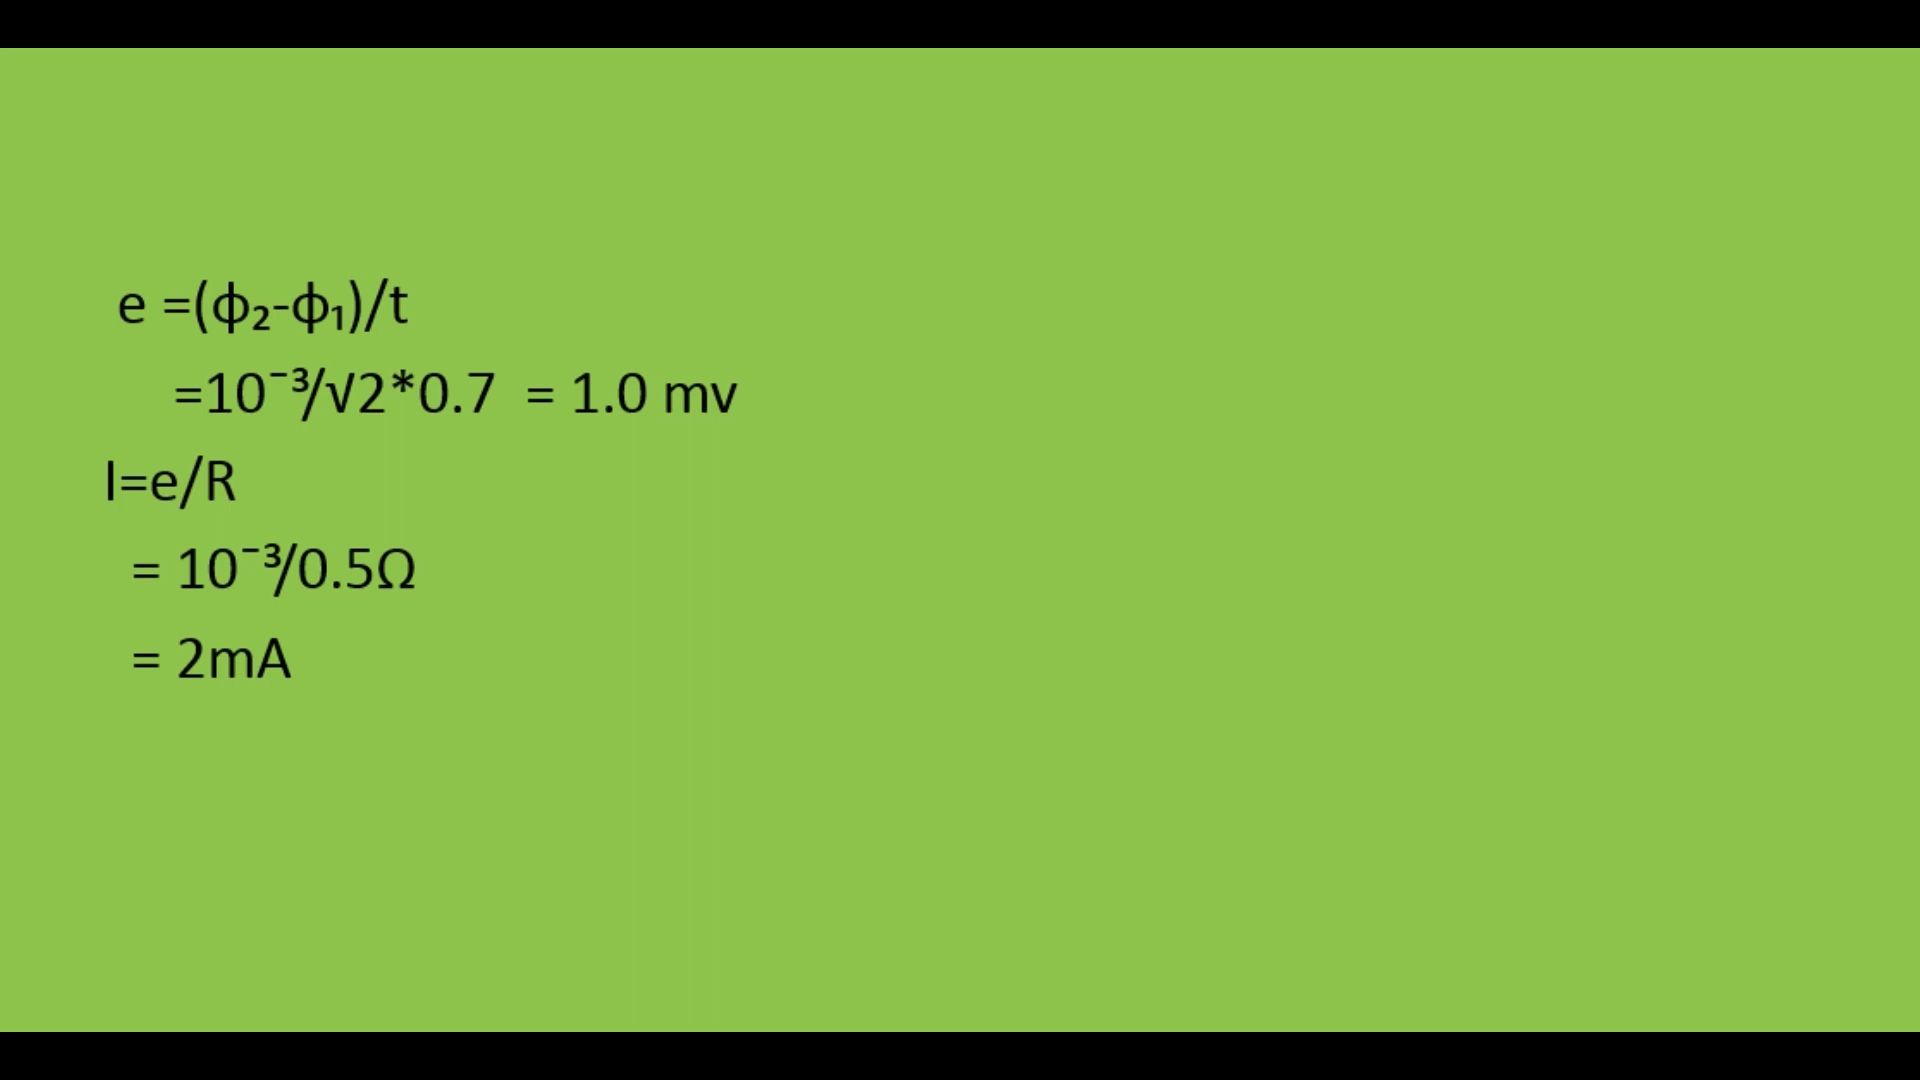 e =(ϕ₂-ϕ₁)/t
=10⁻³/√2*0.7 = 1.0 mv
I=e/R
= 10⁻³/0.5Ω
= 2mA